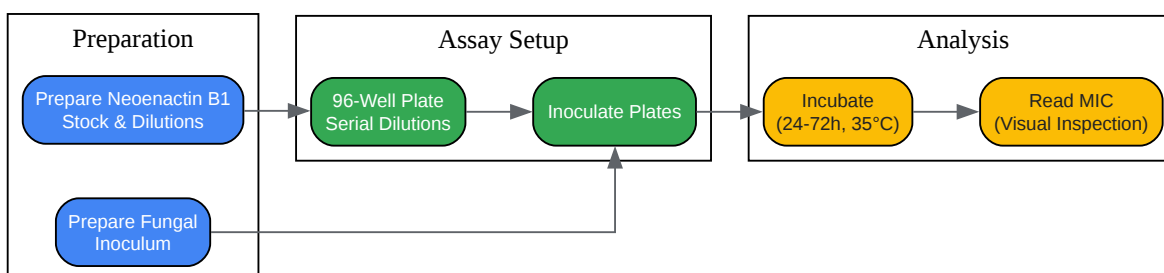 Preparation
Prepare Neoenactin B1
Stock & Dilutions
Prepare Fungal
Inoculum
Assay Setup
96-Well Plate
Serial Dilutions
Inoculate Plates
Analysis
Incubate
(24-72h, 35°C)
Read MIC
(Visual Inspection)